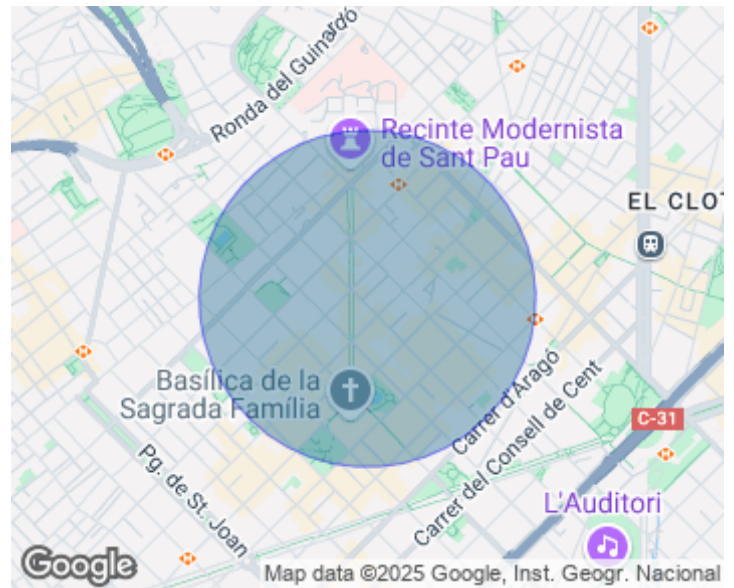 Ronda del Guinardó
Recinte Modernista
de Sant Pau
EL CLOT
Basílica de la
Sagrada Família
Carrer d'Aragó
Carrer del Consell de Cent
C-31
Pg. de St. Joan
L'Auditori
Google
Map data ©2025 Google, Inst. Geogr. Nacional